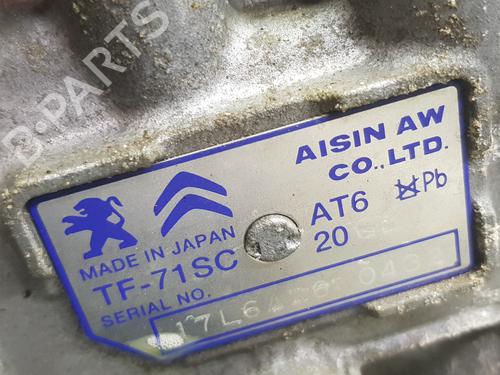 B-PARTS
AISIN AW
CO.,LTD.
AT6 Pb
20
MADE IN JAPAN
TF-71SC
SERIAL NO.